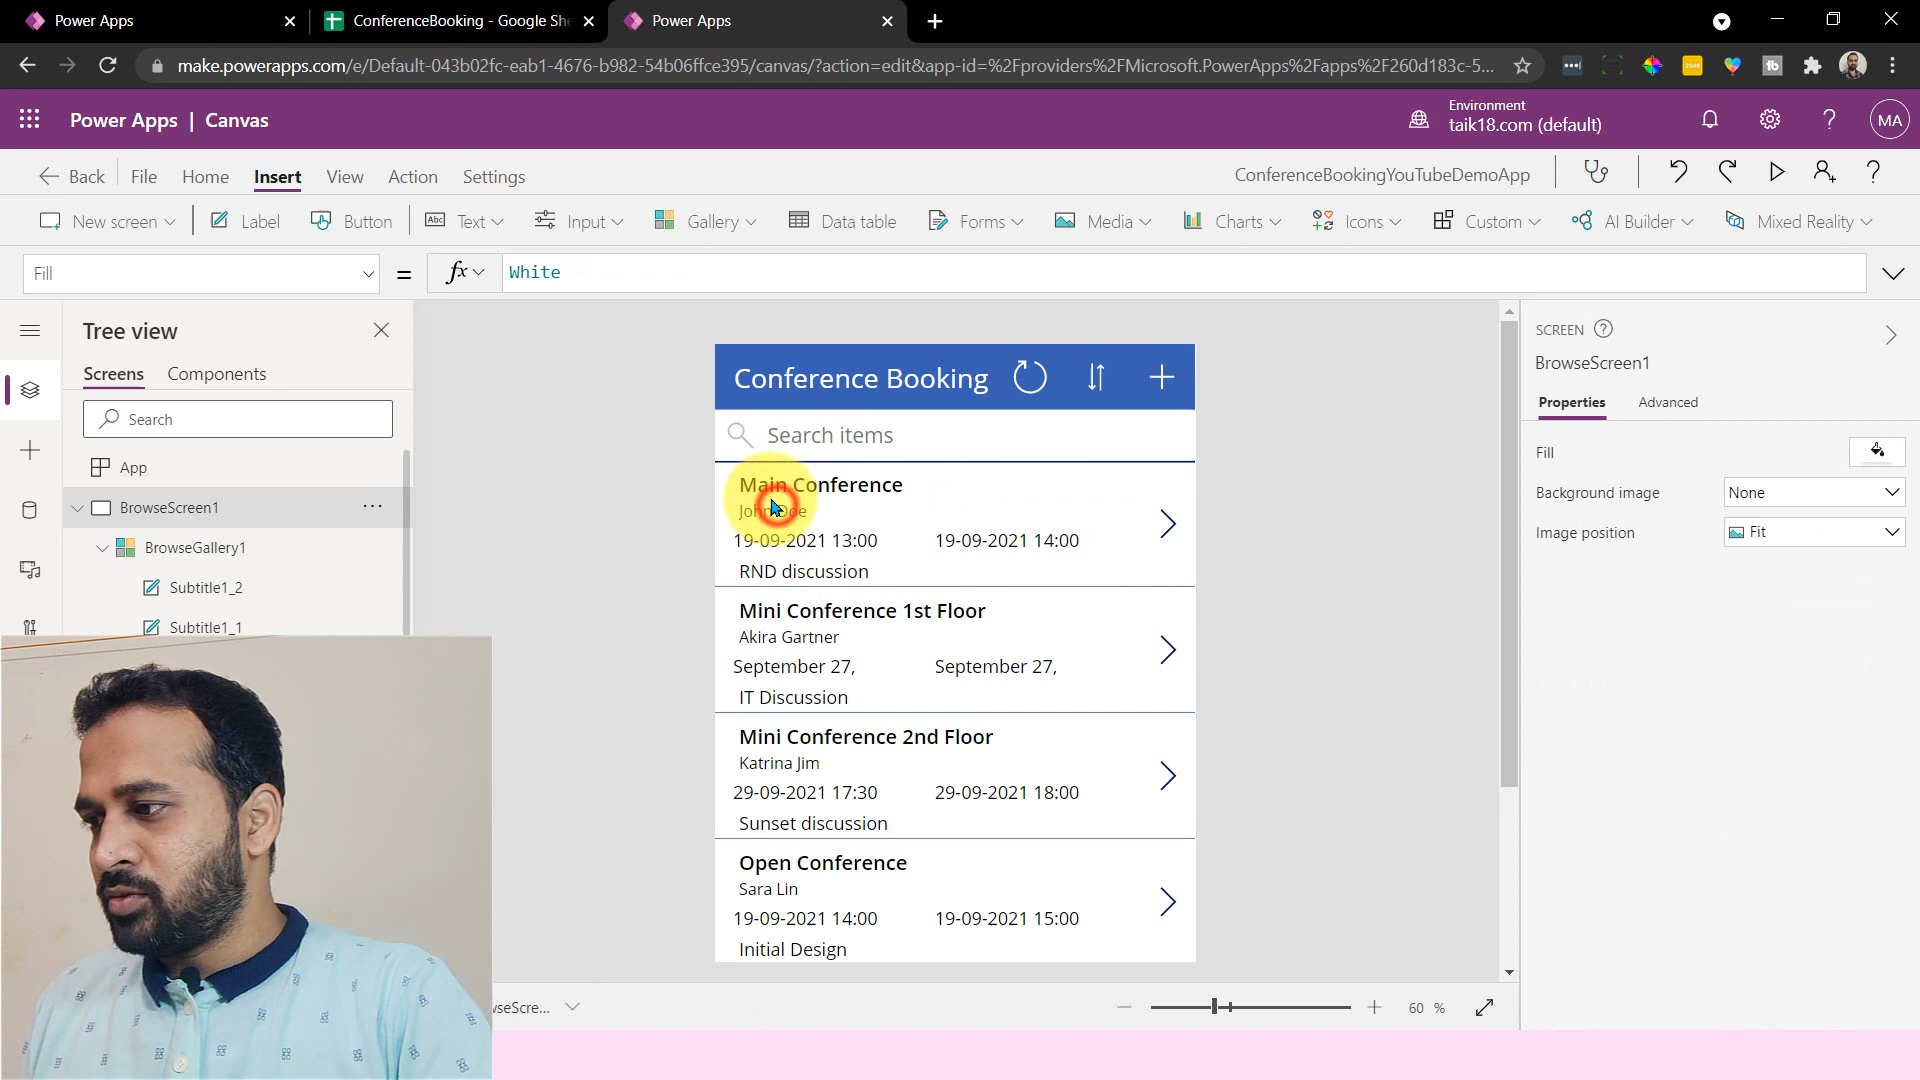 Power Apps
ConferenceBooking - Google She
Power Apps
make.powerapps.com/e/Default-043b02fc-eab1-4676-b982-54b06ffce395/canvas/?action=edit&app-id=%2Fproviders%2FMicrosoft.PowerApps%2Fapps%2F260d183c-5...
Power Apps | Canvas
Environment
taik18.com (default)
MA
Back File Home Insert View Action Settings
ConferenceBookingYouTubeDemoApp
New screen Label Button Abc Text Input Gallery Data table Forms Media Charts Icons Custom AI Builder Mixed Reality
Fill = fx White
Tree view
Screens Components
Search
App
BrowseScreen1 ...
BrowseGallery1
Subtitle1_2
Subtitle1_1
Conference Booking
Search items
Main Conference
John Doe
19-09-2021 13:00 19-09-2021 14:00
RND discussion
Mini Conference 1st Floor
Akira Gartner
September 27, September 27,
IT Discussion
Mini Conference 2nd Floor
Katrina Jim
29-09-2021 17:30 29-09-2021 18:00
Sunset discussion
Open Conference
Sara Lin
19-09-2021 14:00 19-09-2021 15:00
Initial Design
wseScre...
60 %
SCREEN
BrowseScreen1
Properties Advanced
Fill
Background image None
Image position Fit